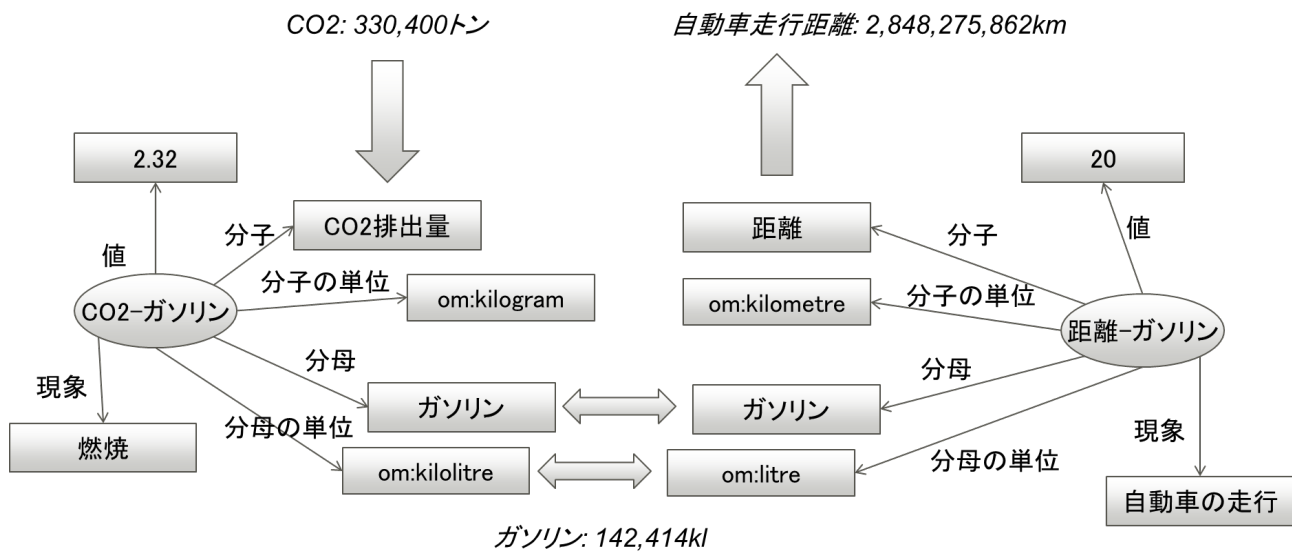 CO2: 330,400トン
自動車走行距離: 2,848,275,862km
2.32
20
CO2排出量
距離
値
分子
分子
値
分子の単位
分子の単位
om:kilogram
om:kilometre
CO2-ガソリン
距離-ガソリン
分母
分母
現象
ガソリン
ガソリン
現象
燃焼
分母の単位
分母の単位
om:kilolitre
om:litre
自動車の走行
ガソリン: 142,414kl